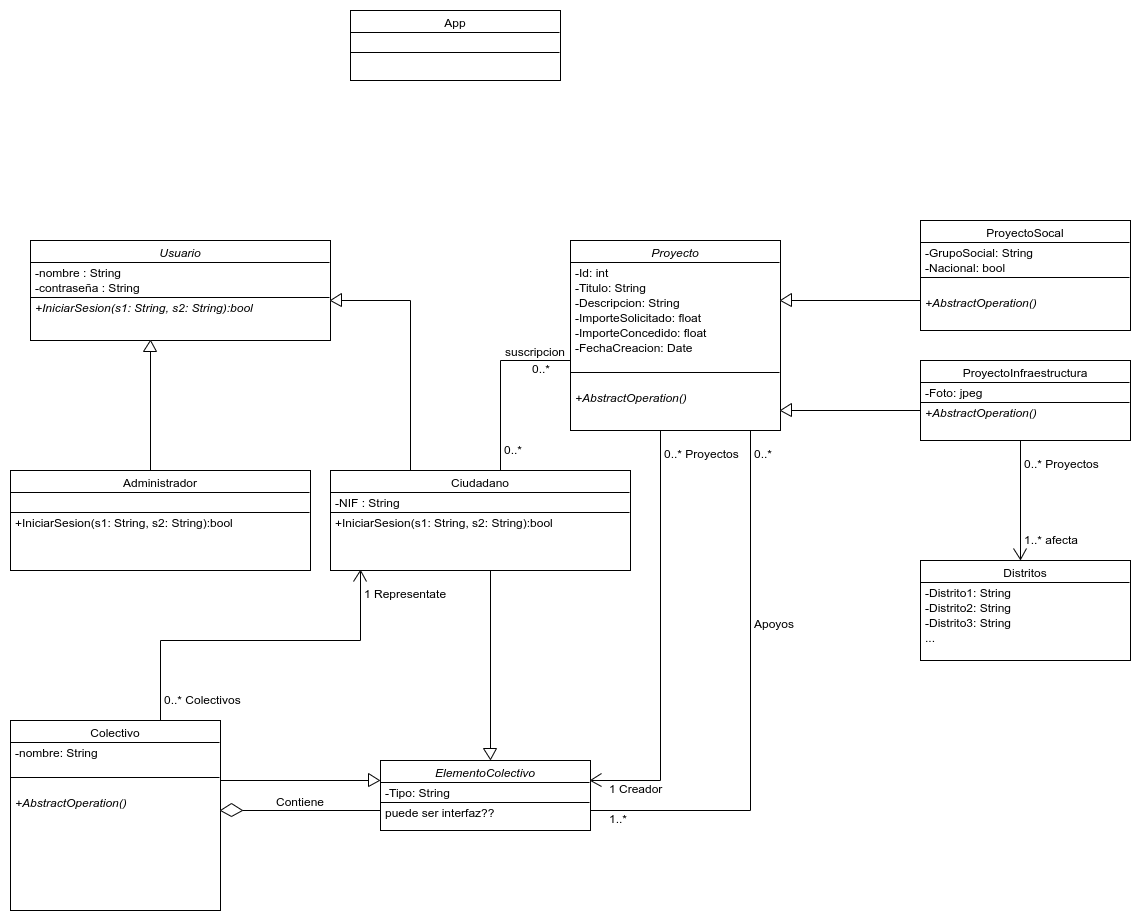 App
Usuario
-nombre : String
-contraseña : String
+IniciarSesion(s1: String, s2: String):bool
Proyecto
-Id: int
-Titulo: String
-Descripcion: String
-ImporteSolicitado: float
-ImporteConcedido: float
-FechaCreacion: Date
+AbstractOperation()
ProyectoSocal
-GrupoSocial: String
-Nacional: bool
+AbstractOperation()
ProyectoInfraestructura
-Foto: jpeg
+AbstractOperation()
suscripcion
0..*
0..*
0..* Proyectos
0..*
0..* Proyectos
1..* afecta
Administrador
+IniciarSesion(s1: String, s2: String):bool
Ciudadano
-NIF : String
+IniciarSesion(s1: String, s2: String):bool
Distritos
-Distrito1: String
-Distrito2: String
-Distrito3: String
...
1 Representate
Apoyos
0..* Colectivos
Colectivo
-nombre: String
+AbstractOperation()
Contiene
ElementoColectivo
-Tipo: String
puede ser interfaz??
1 Creador
1..*